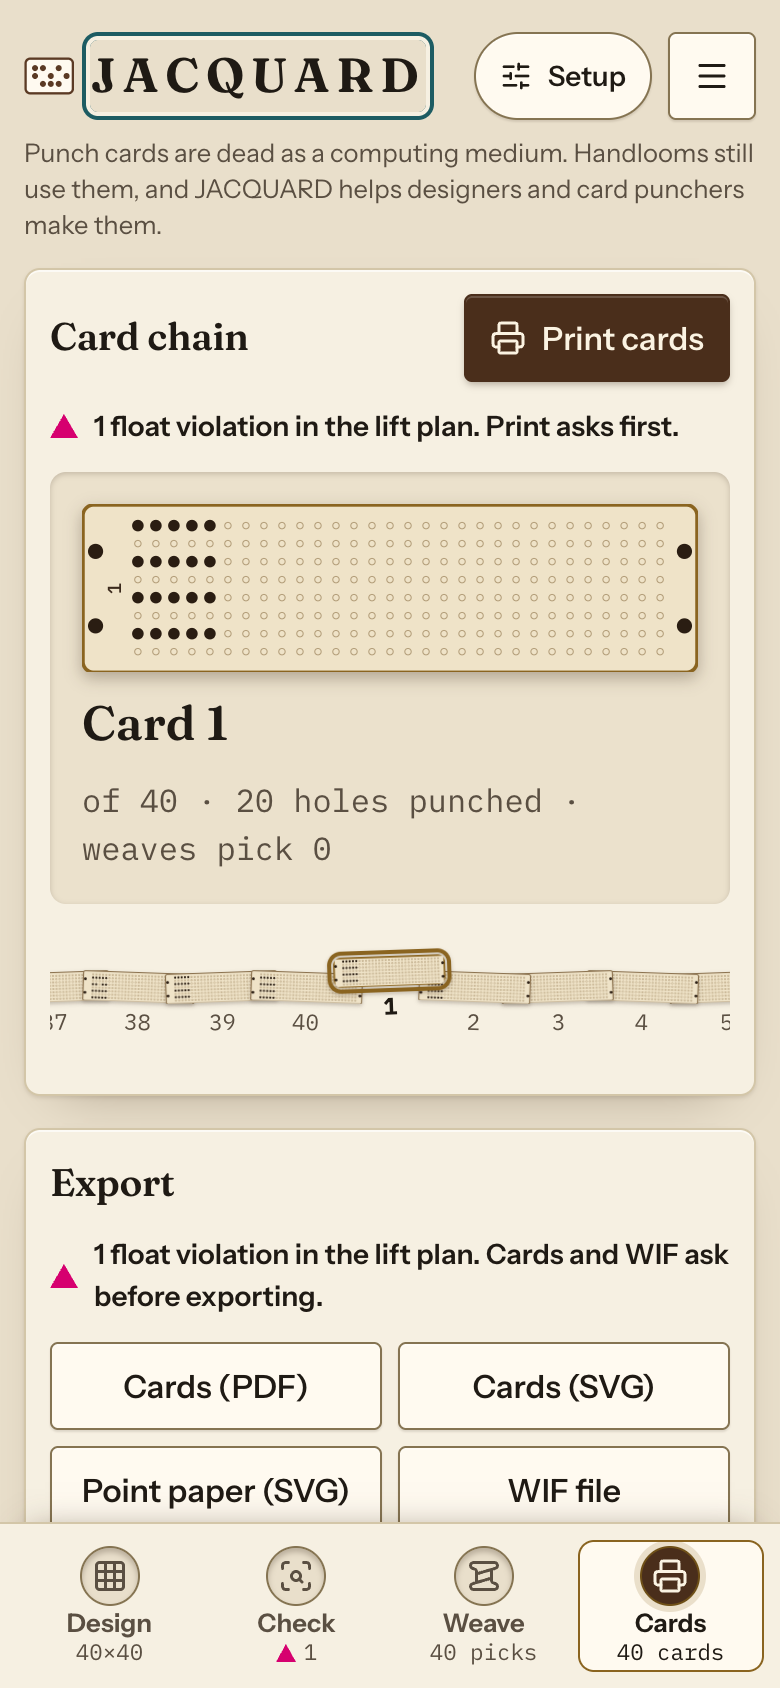 JACQUARD
Setup
Punch cards are dead as a computing medium. Handlooms still
use them, and JACQUARD helps designers and card punchers
make them.
Card chain
Print cards
1 float violation in the lift plan. Print asks first.
1
Card 1
of 40 · 20 holes punched ·
weaves pick 0
37 38 39 40 1 2 3 4 5
Export
1 float violation in the lift plan. Cards and WIF ask
before exporting.
Cards (PDF)
Cards (SVG)
Point paper (SVG)
WIF file
Design
40×40
Check
1
Weave
40 picks
Cards
40 cards